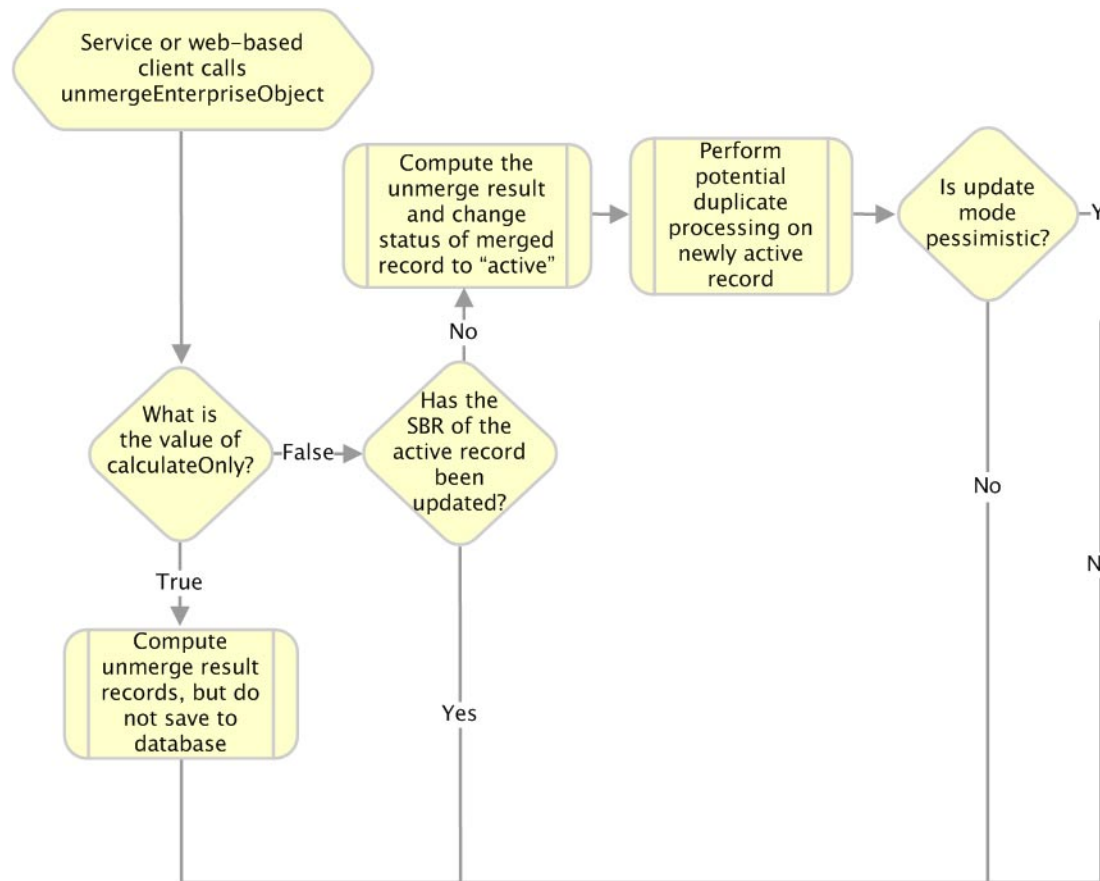 Service or web-based
client calls
unmergeEnterpriseObject
Compute the
unmerge result
and change
status of merged
record to “active”
Perform
potential
duplicate
processing on
newly active
record
Is update
mode
pessimistic?
Y
No
What is
the value of
calculateOnly?
False
Has the
SBR of the
active record
been
updated?
No
N
True
Compute
unmerge result
records, but do
not save to
database
Yes